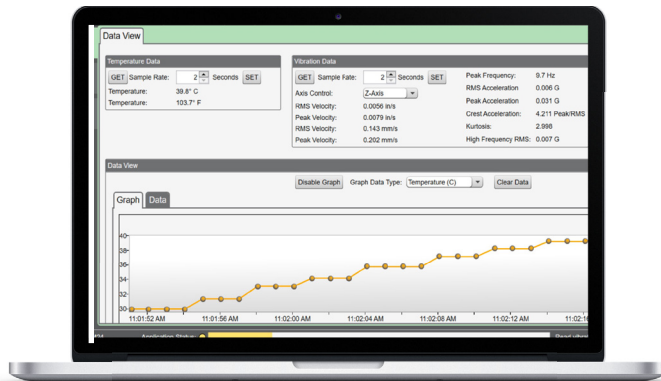 Data View
Temperature Data
GET Sample Rate: 2 Seconds SET
Temperature: 39.8° C
Temperature: 103.7° F
Vibration Data
GET Sample Fate: 2 Seconds SET
Axis Control: Z-Axis
RMS Velocity: 0.0056 in/s
Peak Velocity: 0.0079 in/s
RMS Velocity: 0.143 mm/s
Peak Velocity: 0.202 mm/s
Peak Frequency: 9.7 Hz
RMS Acceleration 0.006 G
Peak Acceleration 0.031 G
Crest Acceleration: 4.211 Peak/RMS
Kurtosis: 2.998
High Frequency RMS: 0.007 G
Data View
Disable Graph Graph Data Type: Temperature (C) Clear Data
Graph Data
40
38
36
34
32
30
11:01:52 AM 11:01:56 AM 11:02:00 AM 11:02:04 AM 11:02:08 AM 11:02:12 AM 11:02:16
Application Status: